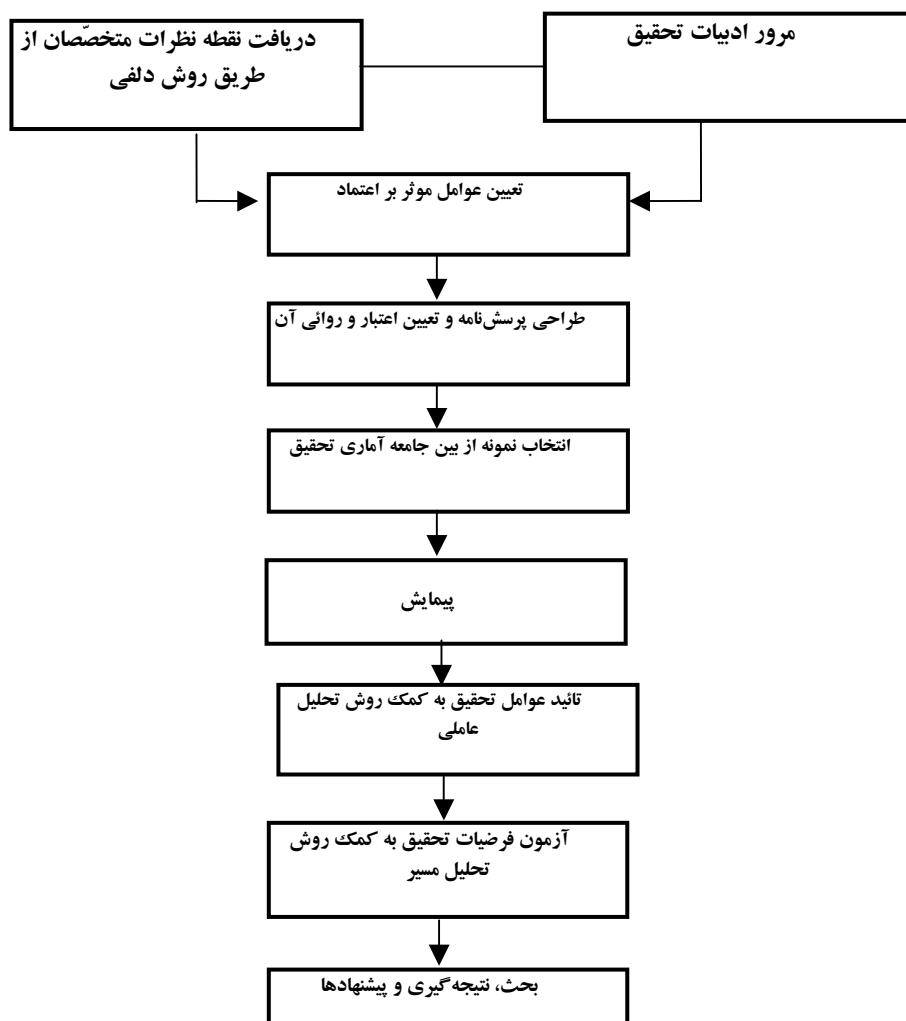 مرور ادبیات تحقیق
دریافت نقطه نظرات متخصّصان از
طریق روش دلفی
تعیین عوامل موثر بر اعتماد
طراحی پرسش‌نامه و تعیین اعتبار و روائی آن
انتخاب نمونه از بین جامعه آماری تحقیق
پیمایش
تائید عوامل تحقیق به کمک روش تحلیل
عاملی
آزمون فرضیات تحقیق به کمک روش
تحلیل مسیر
بحث، نتیجه‌گیری و پیشنهادها